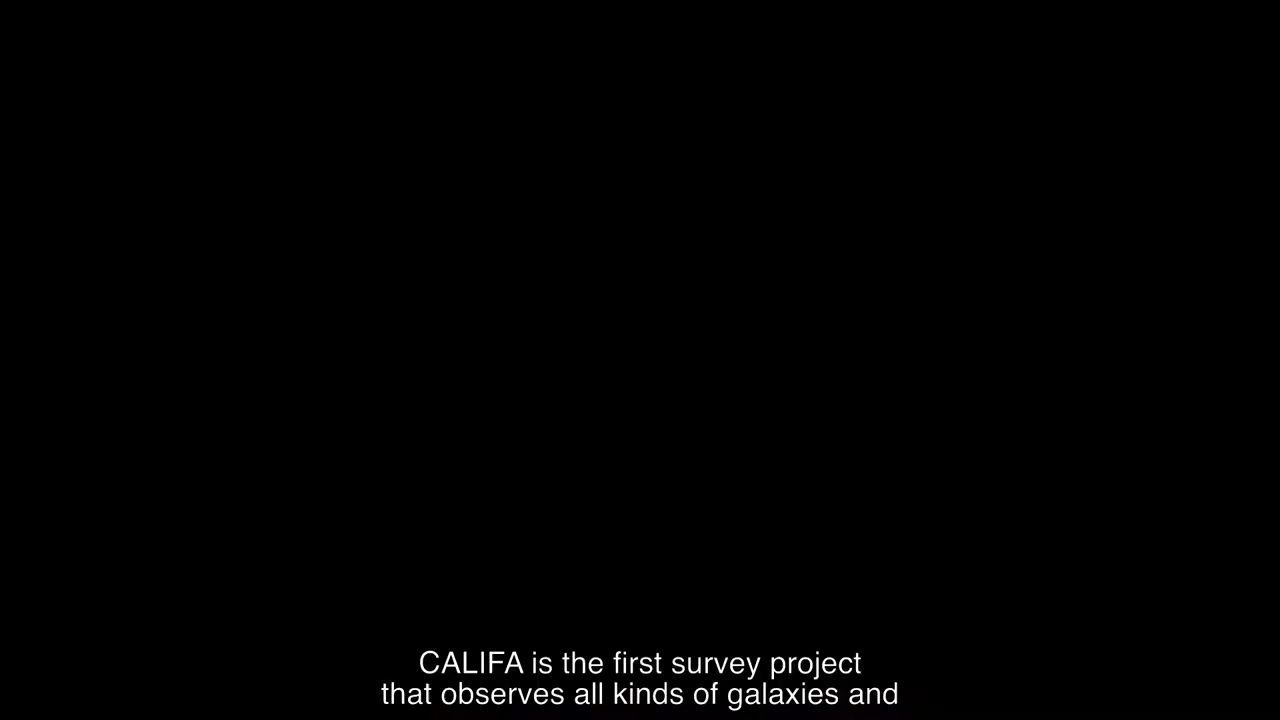 CALIFA is the first survey project
that observes all kinds of galaxies and